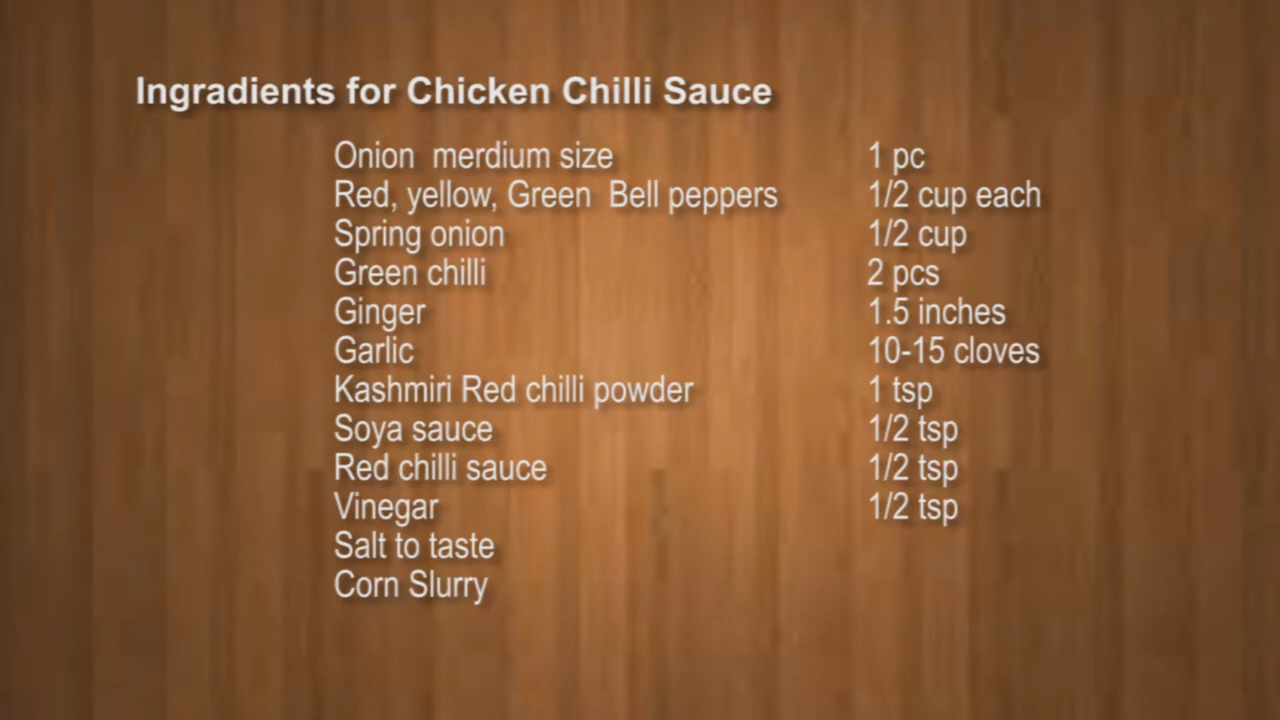 Ingradients for Chicken Chilli Sauce
Onion merdium size 1 pc
Red, yellow, Green Bell peppers 1/2 cup each
Spring onion 1/2 cup
Green chilli 2 pcs
Ginger 1.5 inches
Garlic 10-15 cloves
Kashmiri Red chilli powder 1 tsp
Soya sauce 1/2 tsp
Red chilli sauce 1/2 tsp
Vinegar 1/2 tsp
Salt to taste
Corn Slurry